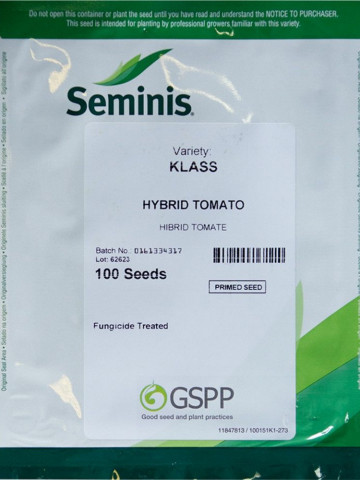 Do not open this container or plant the seed until you have read and understand the NOTICE TO PURCHASER.
This seed is intended for planting by professional growers familiar with this variety.
Seminis®
Variety:
KLASS
HYBRID TOMATO
HIBRID TOMATE
Batch No. 0161334317
Lot: 62623
100 Seeds
PRIMED SEED
Fungicide Treated
GSPP
Good seed and plant practices
11847813 / 100151K1-273
Original Seal Area